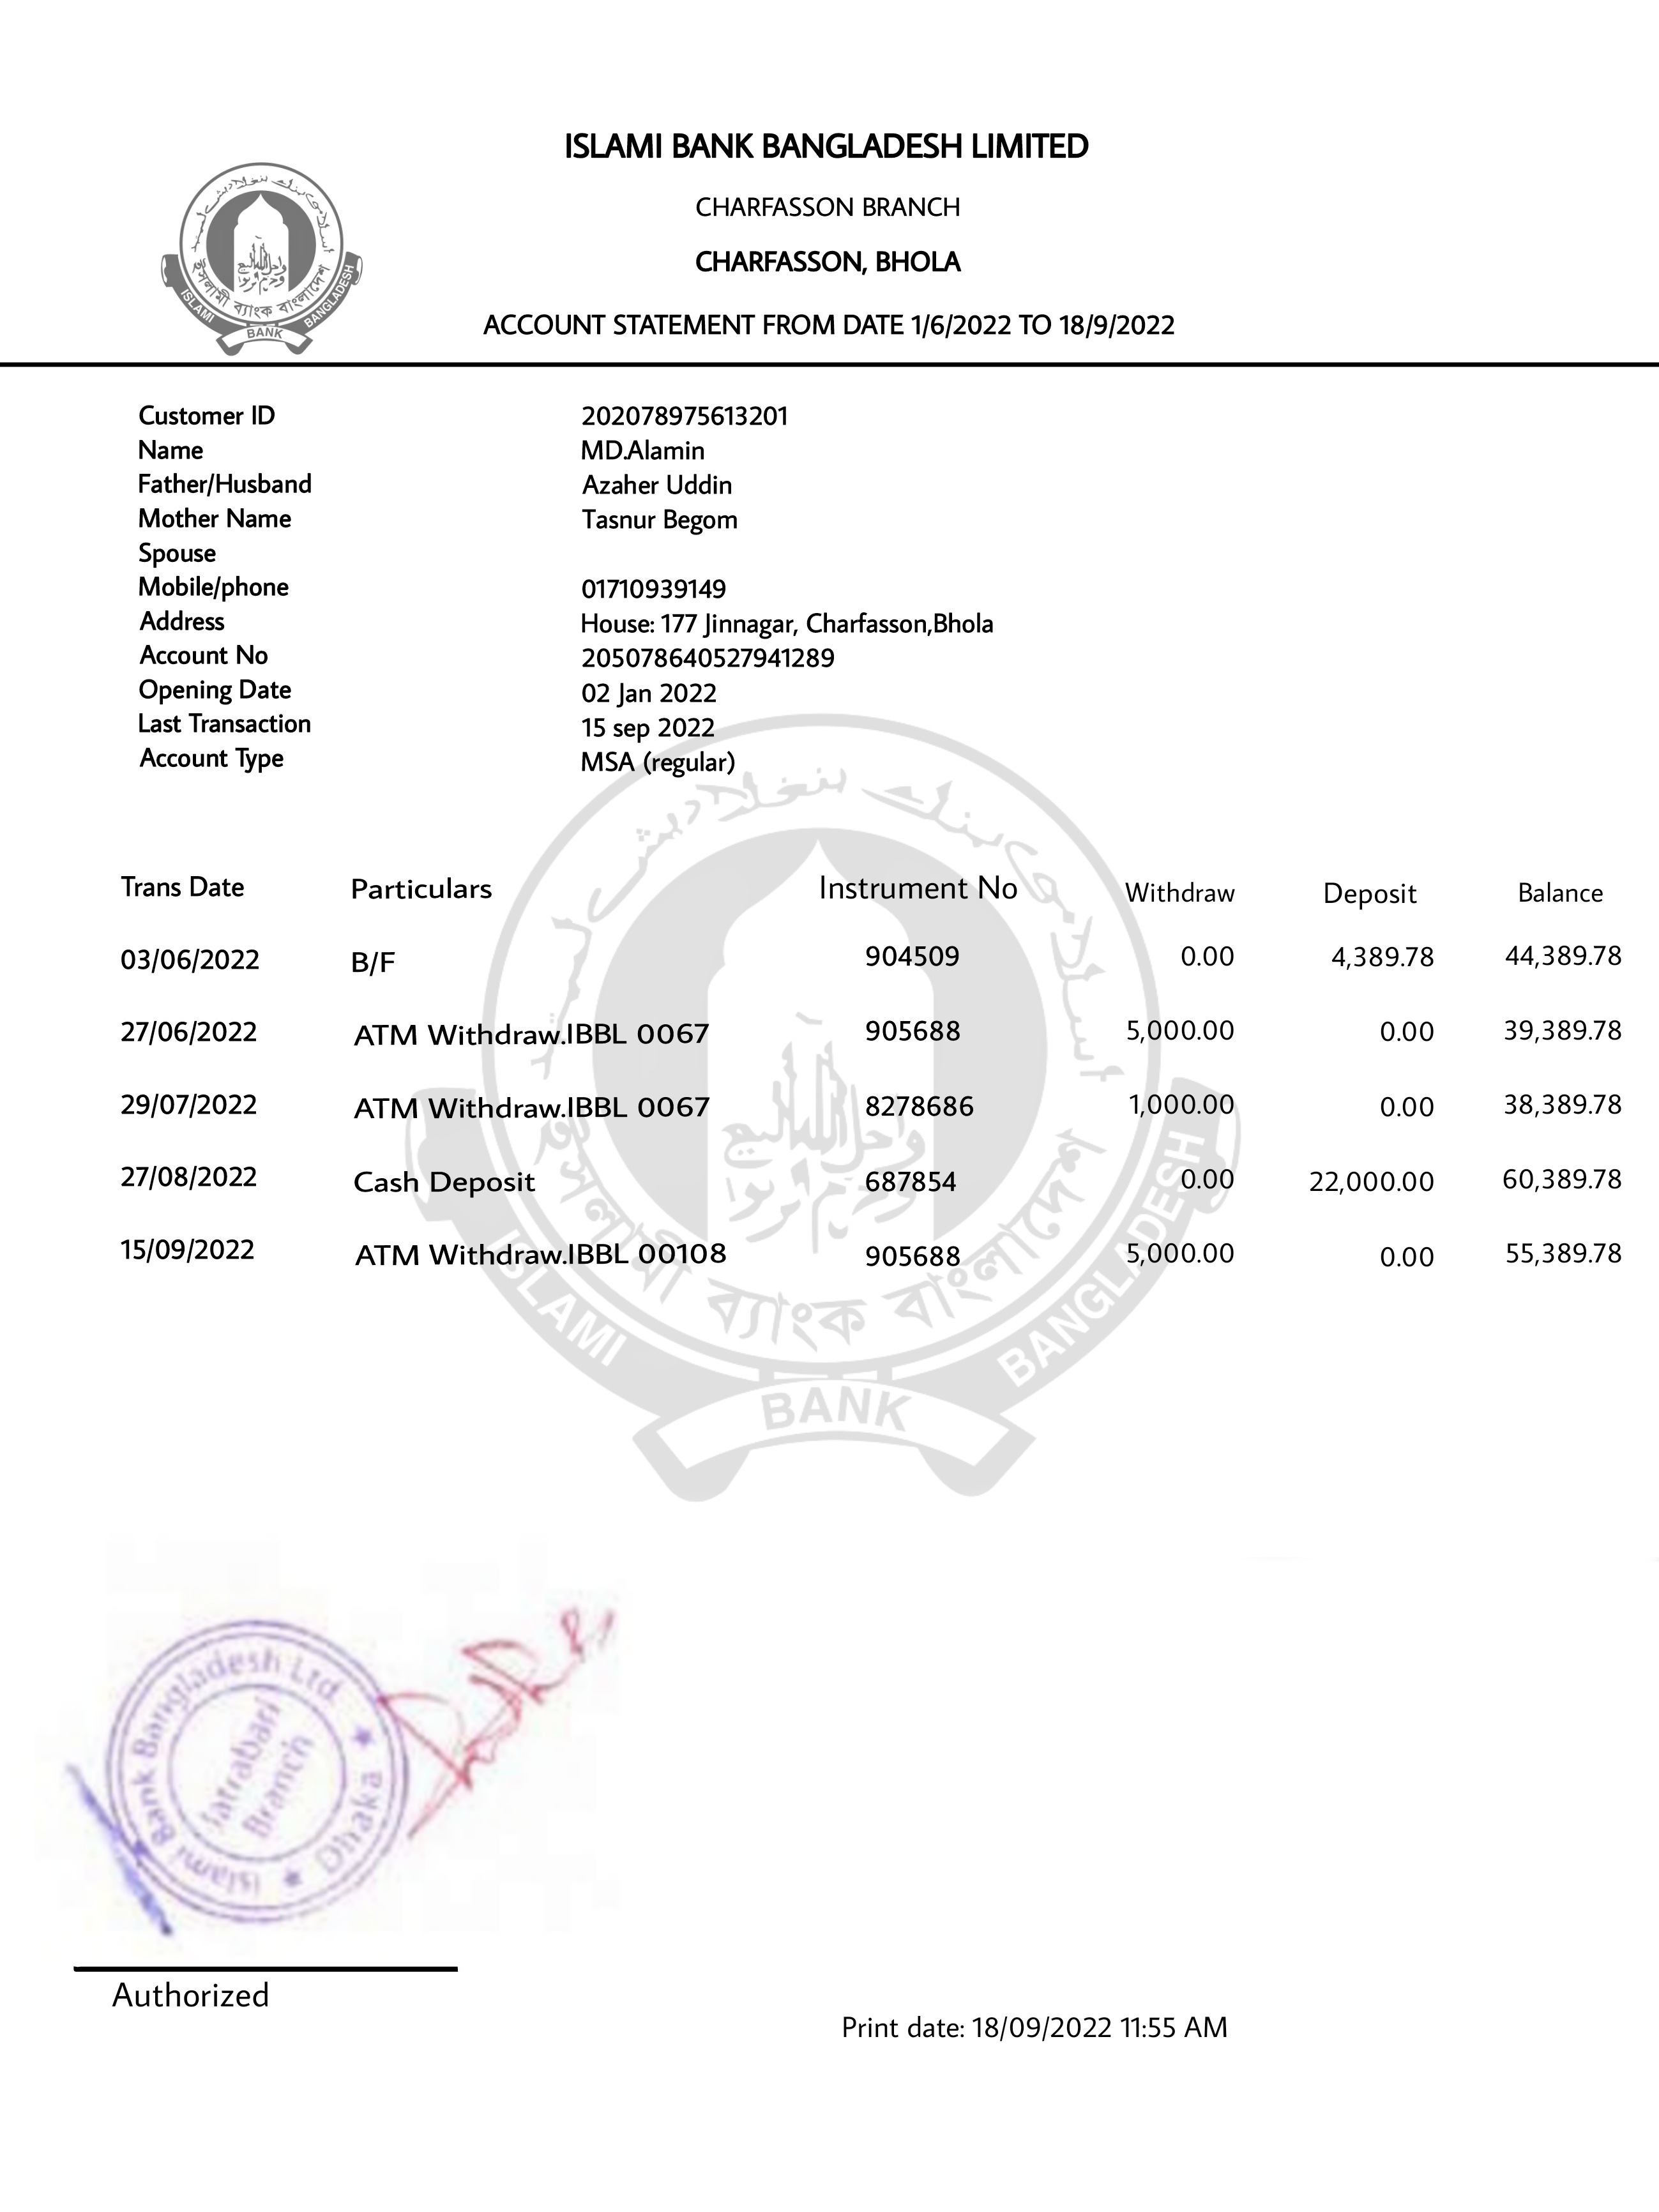 ISLAMI BANK BANGLADESH LIMITED
CHARFASSON BRANCH
CHARFASSON, BHOLA
ACCOUNT STATEMENT FROM DATE 1/6/2022 TO 18/9/2022
ইসলামী ব্যাংক বাংলাদেশ
ISLAMI BANK BANGLADESH
Customer ID 202078975613201
Name MD.Alamin
Father/Husband Azaher Uddin
Mother Name Tasnur Begom
Spouse
Mobile/phone 01710939149
Address House: 177 Jinnagar, Charfasson,Bhola
Account No 205078640527941289
Opening Date 02 Jan 2022
Last Transaction 15 sep 2022
Account Type MSA (regular)
Trans Date Particulars Instrument No Withdraw Deposit Balance
03/06/2022 B/F 904509 0.00 4,389.78 44,389.78
27/06/2022 ATM Withdraw.IBBL 0067 905688 5,000.00 0.00 39,389.78
29/07/2022 ATM Withdraw.IBBL 0067 8278686 1,000.00 0.00 38,389.78
27/08/2022 Cash Deposit 687854 0.00 22,000.00 60,389.78
15/09/2022 ATM Withdraw.IBBL 00108 905688 5,000.00 0.00 55,389.78
ইসলামী ব্যাংক বাংলাদেশ
ISLAMI BANK BANGLADESH
Islami Bank Bangladesh Ltd.
Jatrabari
Branch
Dhaka
Authorized
Print date: 18/09/2022 11:55 AM